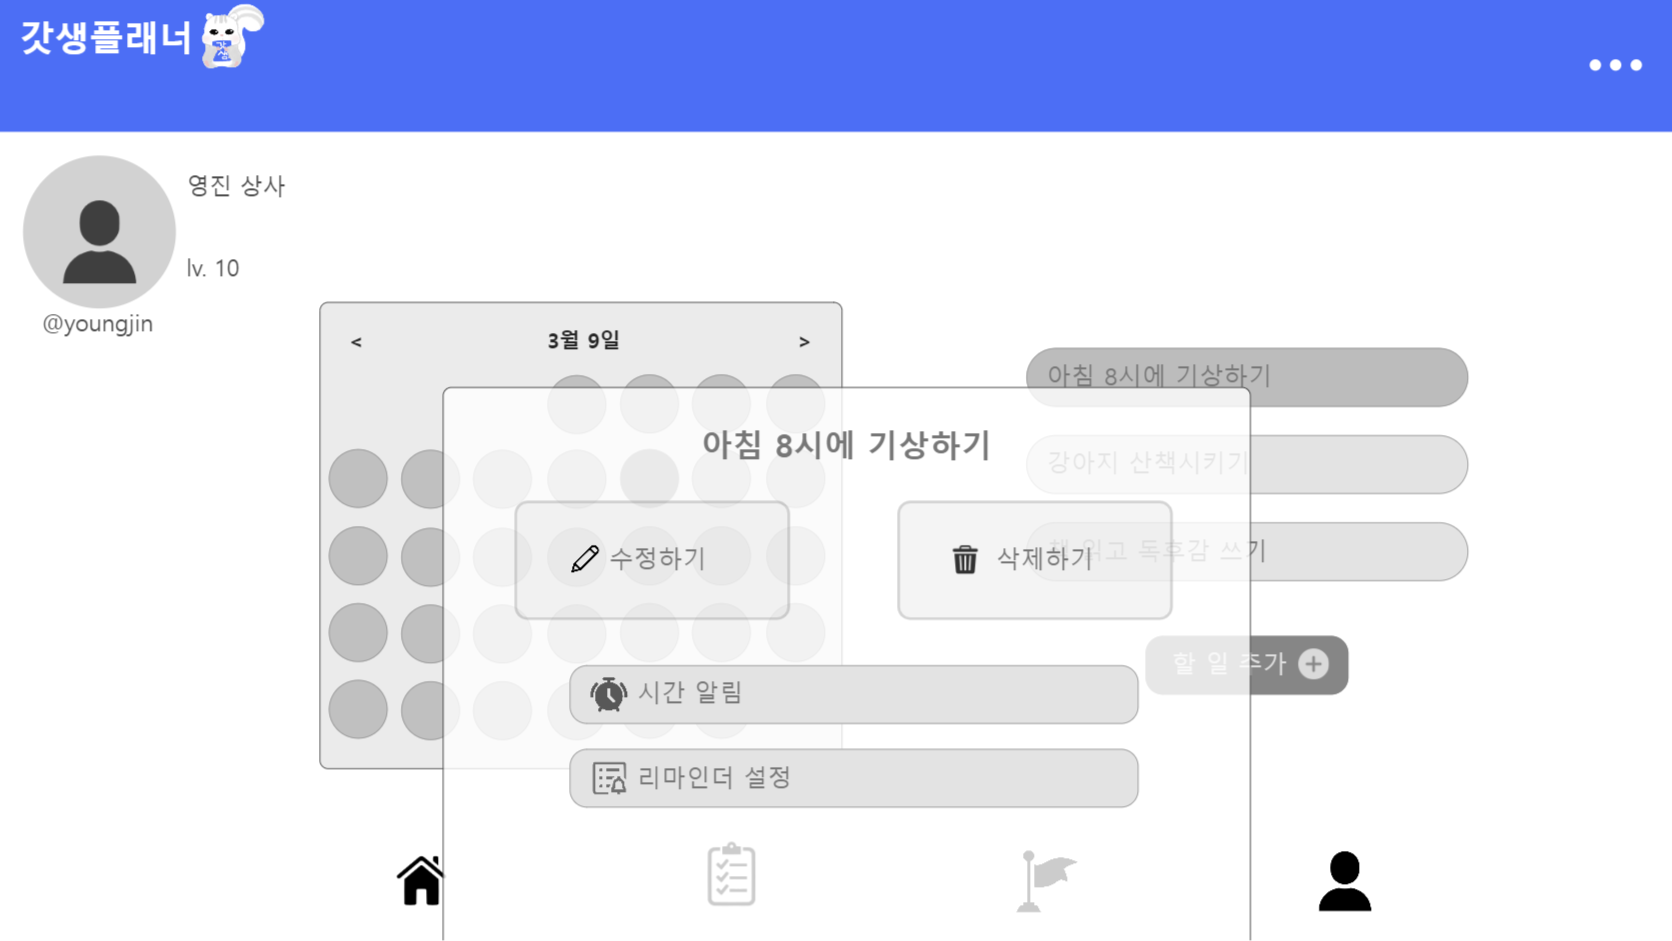 갓생플래너
갓생
영진 상사
lv. 10
@youngjin
< 3월 9일 >
아침 8시에 기상하기
강아지 산책시키기
책 읽고 독후감 쓰기
할 일 추가
아침 8시에 기상하기
수정하기
삭제하기
시간 알림
리마인더 설정